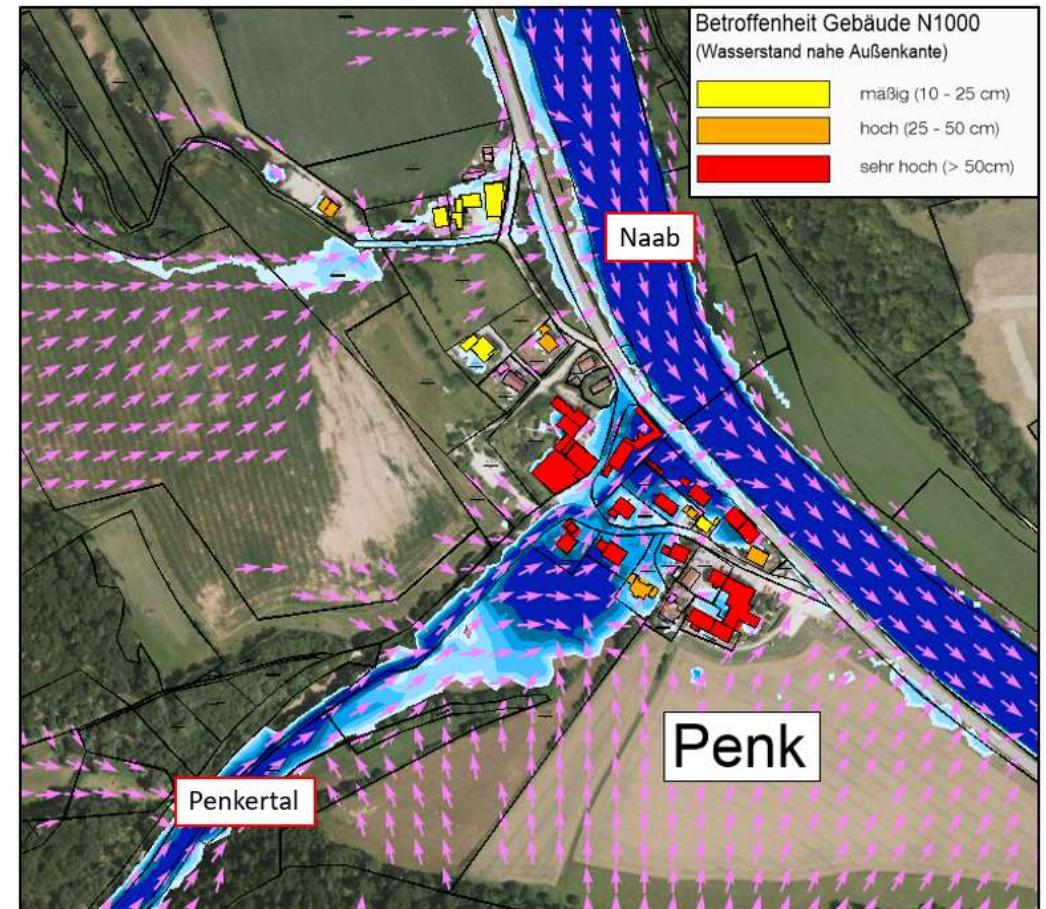 Betroffenheit Gebäude N1000
(Wasserstand nahe Außenkante)
mäßig (10 - 25 cm)
hoch (25 - 50 cm)
sehr hoch (> 50cm)
Naab
Penk
Penkertal